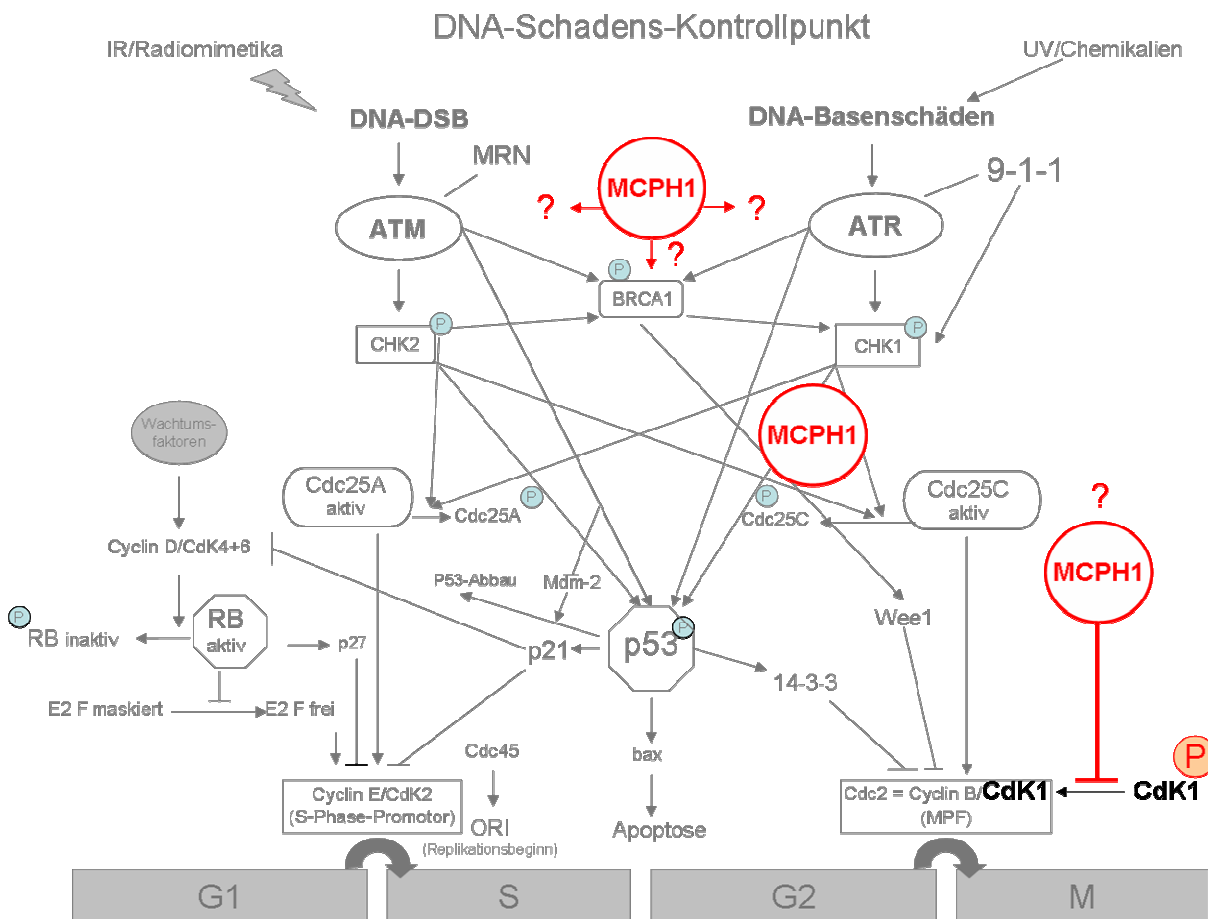 DNA-Schadens-Kontrollpunkt
IR/Radiomimetika
UV/Chemikalien
DNA-DSB
DNA-Basenschäden
MRN
MCPH1
9-1-1
?
?
ATM
ATR
?
P
BRCA1
P
CHK2
P
CHK1
Wachtums-
faktoren
MCPH1
Cdc25A
aktiv
P
Cdc25A
P
Cdc25C
Cdc25C
aktiv
?
MCPH1
Cyclin D/CdK4+6
P53-Abbau
Mdm-2
P
RB inaktiv
RB
aktiv
p27
p21
p53
P
Wee1
14-3-3
E2 F maskiert
E2 F frei
Cdc45
bax
P
Cyclin E/CdK2
(S-Phase-Promotor)
ORI
(Replikationsbeginn)
Apoptose
Cdc2 = Cyclin B/CdK1
(MPF)
CdK1
G1
S
G2
M